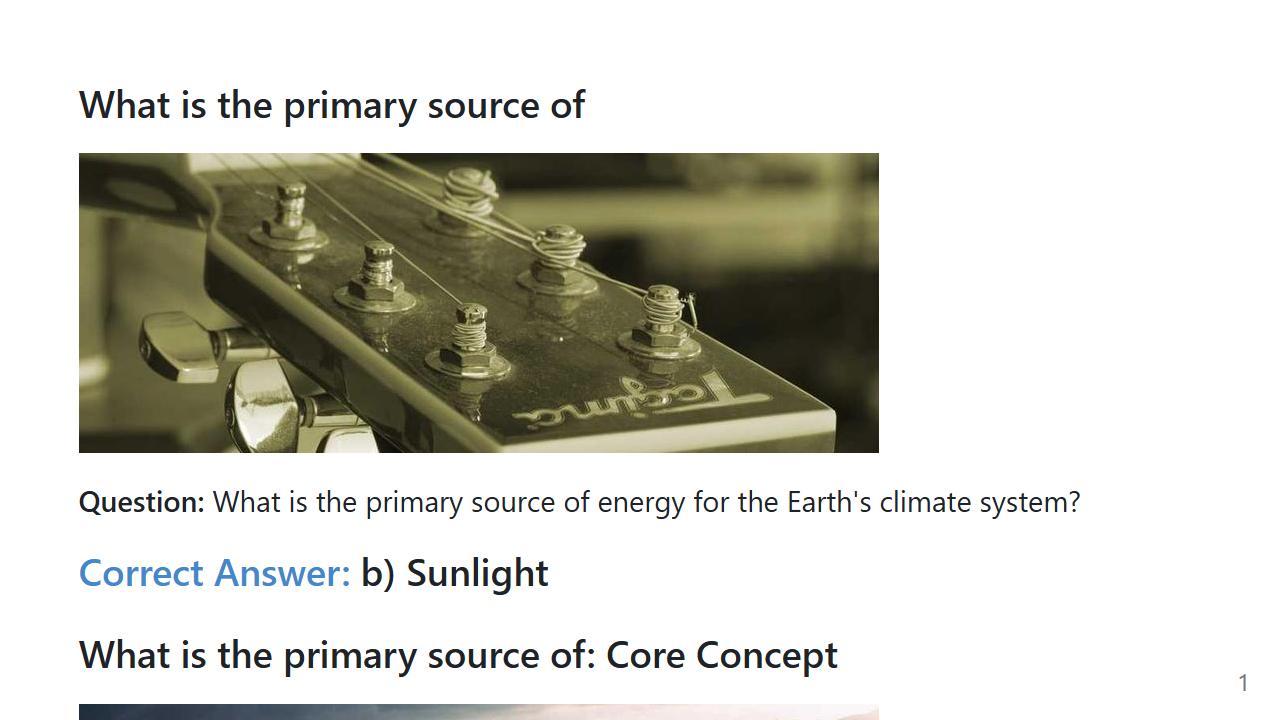 What is the primary source of
Tagima
Question: What is the primary source of energy for the Earth's climate system?
Correct Answer: b) Sunlight
What is the primary source of: Core Concept
1